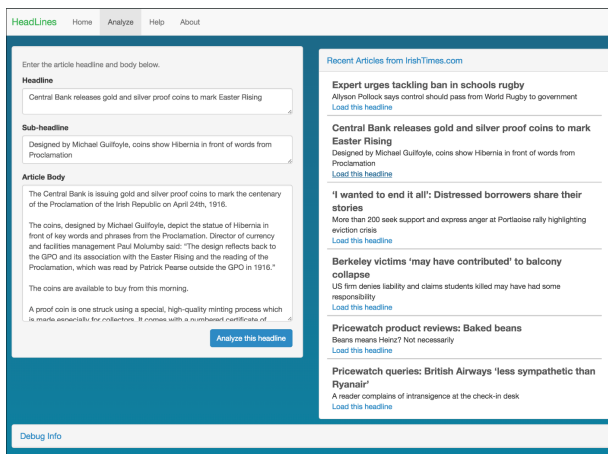 HeadLines Home Analyze Help About
Enter the article headline and body below.
Headline
Central Bank releases gold and silver proof coins to mark Easter Rising
Sub-headline
Designed by Michael Guilfoyle, coins show Hibernia in front of words from
Proclamation
Article Body
The Central Bank is issuing gold and silver proof coins to mark the centenary
of the Proclamation of the Irish Republic on April 24th, 1916.
The coins, designed by Michael Guilfoyle, depict the statue of Hibernia in
front of key words and phrases from the Proclamation. Director of currency
and facilities management Paul Molumby said: "The design reflects back to
the GPO and its association with the Easter Rising and the reading of the
Proclamation, which was read by Patrick Pearse outside the GPO in 1916."
The coins are available to buy from this morning.
A proof coin is one struck using a special, high-quality minting process which
is made especially for collectors. It comes with a numbered certificate of
Analyze this headline
Recent Articles from IrishTimes.com
Expert urges tackling ban in schools rugby
Allyson Pollock says control should pass from World Rugby to government
Load this headline
Central Bank releases gold and silver proof coins to mark
Easter Rising
Designed by Michael Guilfoyle, coins show Hibernia in front of words from
Proclamation
Load this headline
'I wanted to end it all': Distressed borrowers share their
stories
More than 200 seek support and express anger at Portlaoise rally highlighting
eviction crisis
Load this headline
Berkeley victims 'may have contributed' to balcony
collapse
US firm denies liability and claims students killed may have had some
responsibility
Load this headline
Pricewatch product reviews: Baked beans
Beans means Heinz? Not necessarily
Load this headline
Pricewatch queries: British Airways 'less sympathetic than
Ryanair'
A reader complains of intransigence at the check-in desk
Load this headline
Debug Info